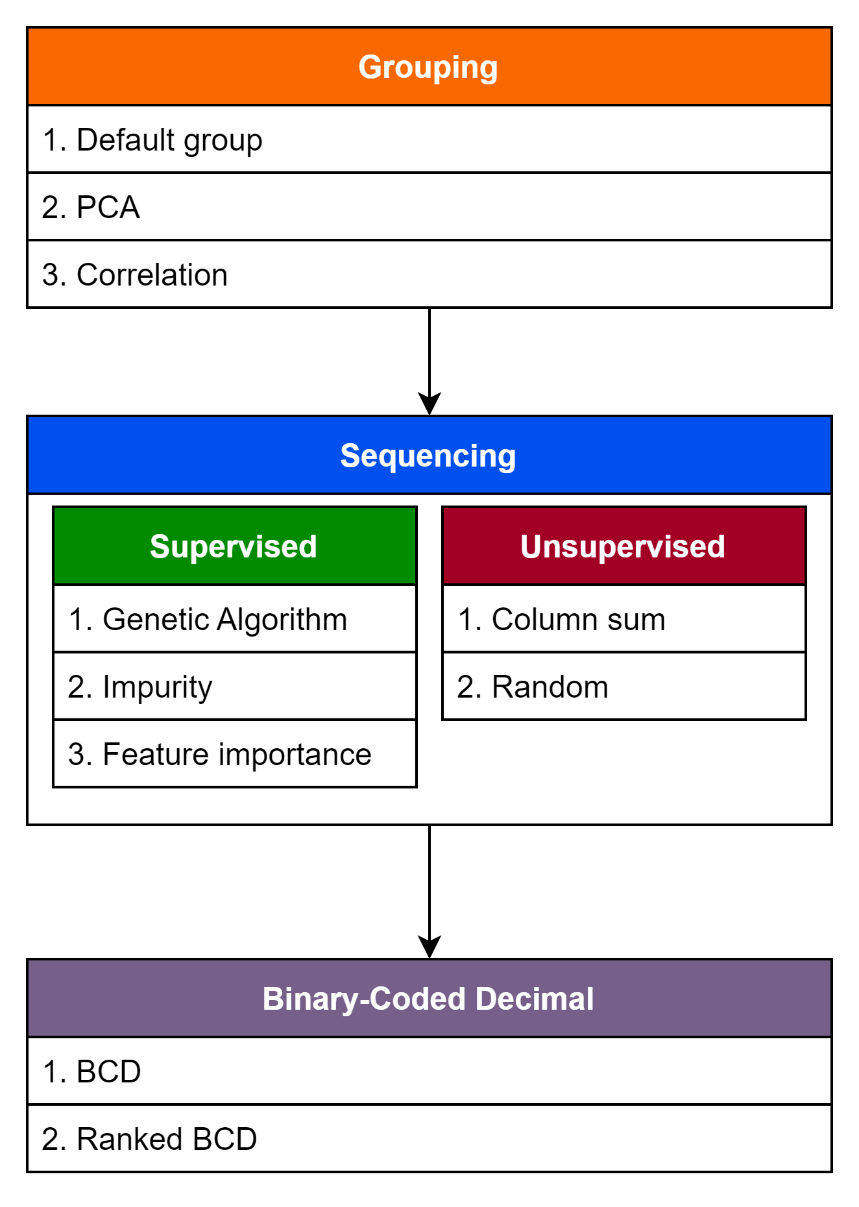 Grouping
1. Default group
2. PCA
3. Correlation
Sequencing
Supervised
1. Genetic Algorithm
2. Impurity
3. Feature importance
Unsupervised
1. Column sum
2. Random
Binary-Coded Decimal
1. BCD
2. Ranked BCD